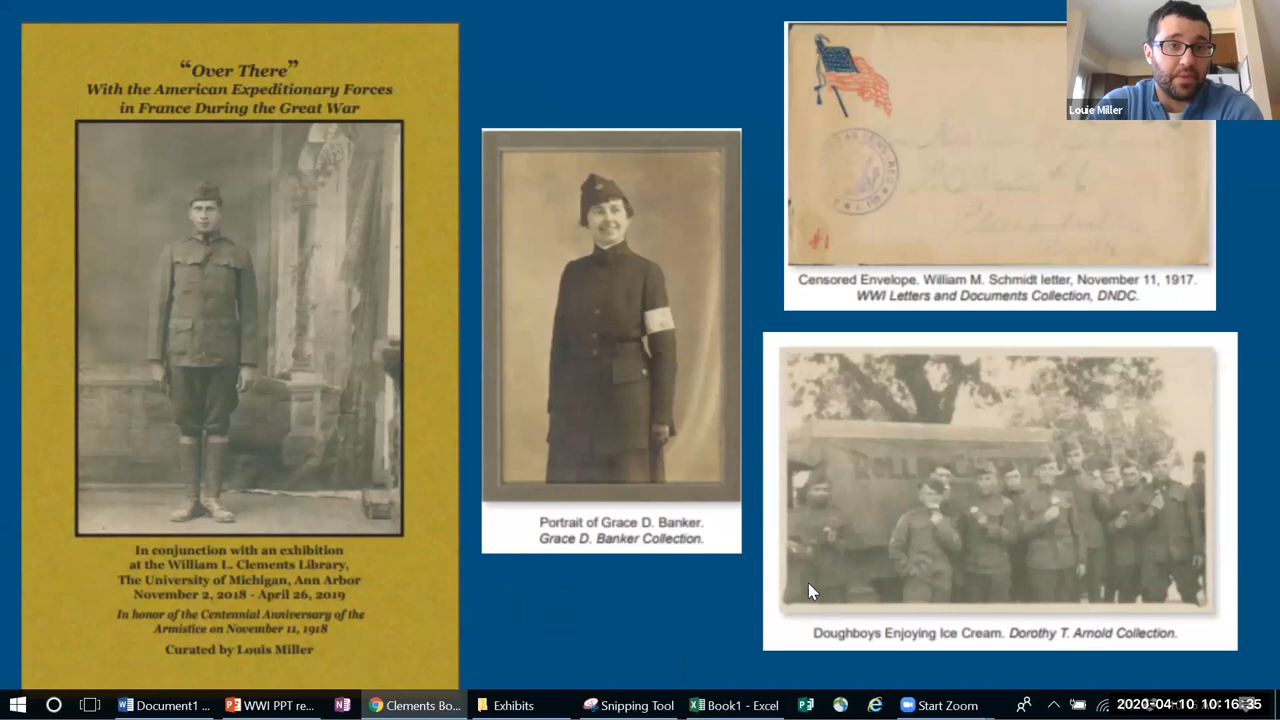 “Over There”
With the American Expeditionary Forces
in France During the Great War
In conjunction with an exhibition
at the William L. Clements Library,
The University of Michigan, Ann Arbor
November 2, 2018 - April 26, 2019
In honor of the Centennial Anniversary of the
Armistice on November 11, 1918
Curated by Louis Miller
Portrait of Grace D. Banker.
Grace D. Banker Collection.
#1
Louie Miller
Censored Envelope. William M. Schmidt letter, November 11, 1917.
WWI Letters and Documents Collection, DNDC.
Doughboys Enjoying Ice Cream. Dorothy T. Arnold Collection.
Document1 ...
WWI PPT re...
Clements Bo...
Exhibits
Snipping Tool
Book1 - Excel
Start Zoom
2020-04-10 10:16:35